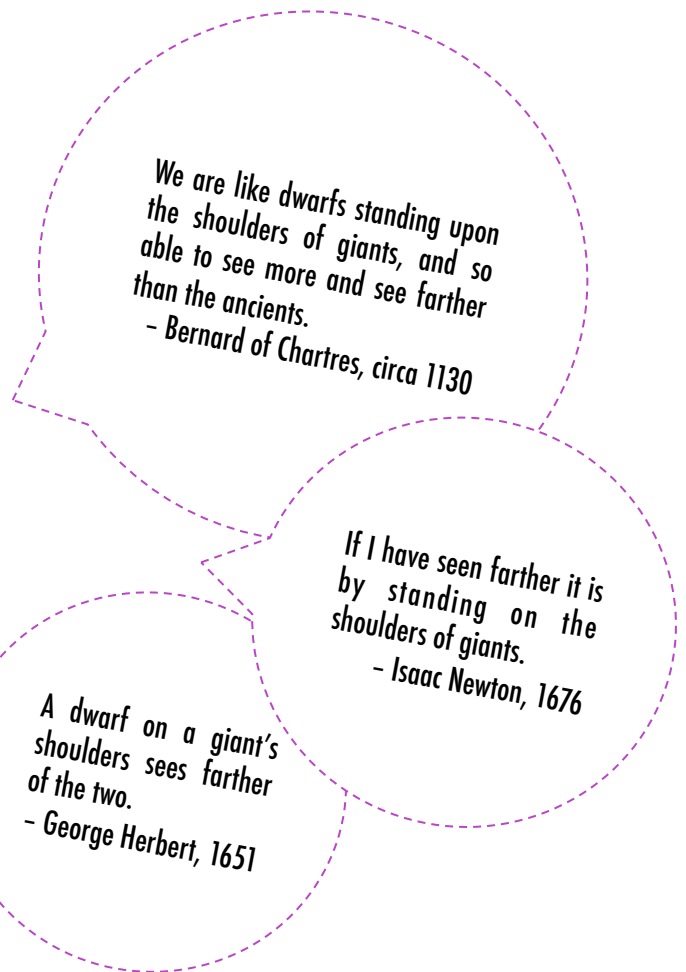 We are like dwarfs standing upon
the shoulders of giants, and so
able to see more and see farther
than the ancients.
– Bernard of Chartres, circa 1130
If I have seen farther it is
by standing on the
shoulders of giants.
– Isaac Newton, 1676
A dwarf on a giant’s
shoulders sees farther
of the two.
– George Herbert, 1651